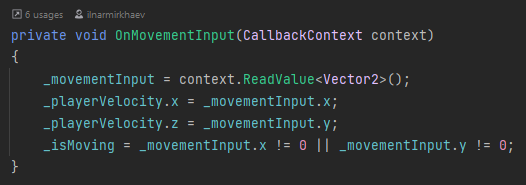 6 usages ilnarmirkhaev
private void OnMovementInput(CallbackContext context)
{
    _movementInput = context.ReadValue<Vector2>();
    _playerVelocity.x = _movementInput.x;
    _playerVelocity.z = _movementInput.y;
    _isMoving = _movementInput.x != 0 || _movementInput.y != 0;
}